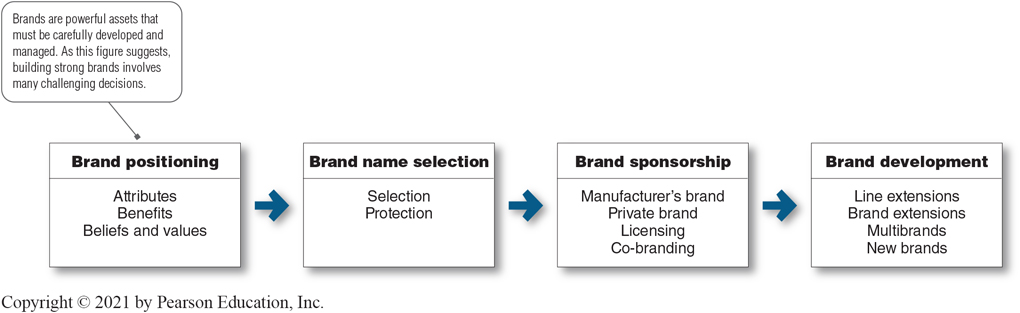 Brands are powerful assets that
must be carefully developed and
managed. As this figure suggests,
building strong brands involves
many challenging decisions.
Brand positioning
Attributes
Benefits
Beliefs and values
Brand name selection
Selection
Protection
Brand sponsorship
Manufacturer’s brand
Private brand
Licensing
Co-branding
Brand development
Line extensions
Brand extensions
Multibrands
New brands
Copyright © 2021 by Pearson Education, Inc.